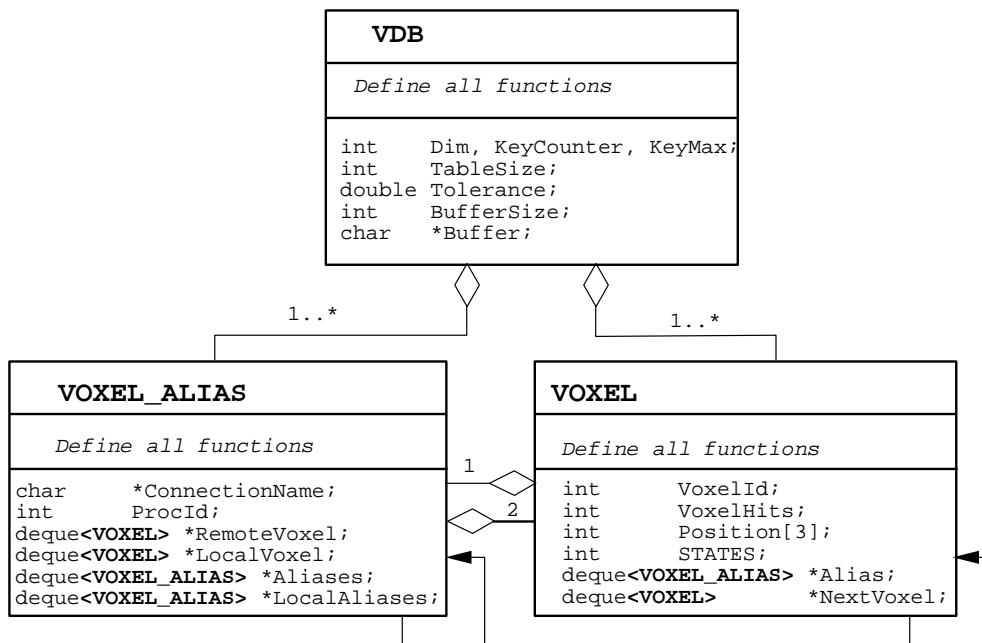 VDB
Define all functions
int Dim, KeyCounter, KeyMax;
int TableSize;
double Tolerance;
int BufferSize;
char *Buffer;
1..*
1..*
VOXEL_ALIAS
Define all functions
char *ConnectionName;
int ProcId;
deque<VOXEL> *RemoteVoxel;
deque<VOXEL> *LocalVoxel;
deque<VOXEL_ALIAS> *Aliases;
deque<VOXEL_ALIAS> *LocalAliases;
1
2
VOXEL
Define all functions
int VoxelId;
int VoxelHits;
int Position[3];
int STATES;
deque<VOXEL_ALIAS> *Alias;
deque<VOXEL> *NextVoxel;